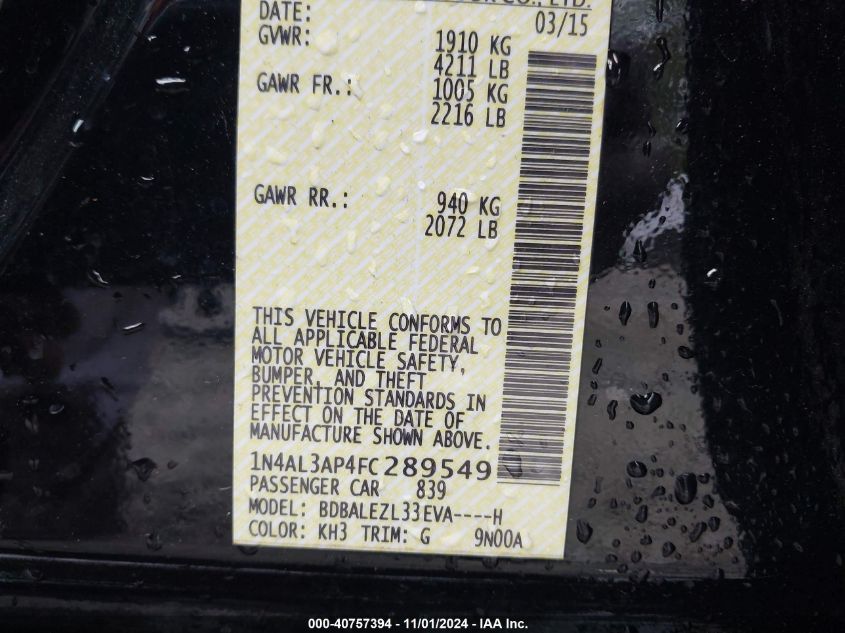 CO., LTD.
DATE: 03/15
GVWR: 1910 KG
4211 LB
GAWR FR.: 1005 KG
2216 LB
GAWR RR.: 940 KG
2072 LB
THIS VEHICLE CONFORMS TO
ALL APPLICABLE FEDERAL
MOTOR VEHICLE SAFETY,
BUMPER, AND THEFT
PREVENTION STANDARDS IN
EFFECT ON THE DATE OF
MANUFACTURE SHOWN ABOVE.
1N4AL3AP4FC289549
PASSENGER CAR 839
MODEL: BDBALEZL33EVA----H
COLOR: KH3 TRIM: G 9N00A
000-40757394 - 11/01/2024 - IAA Inc.